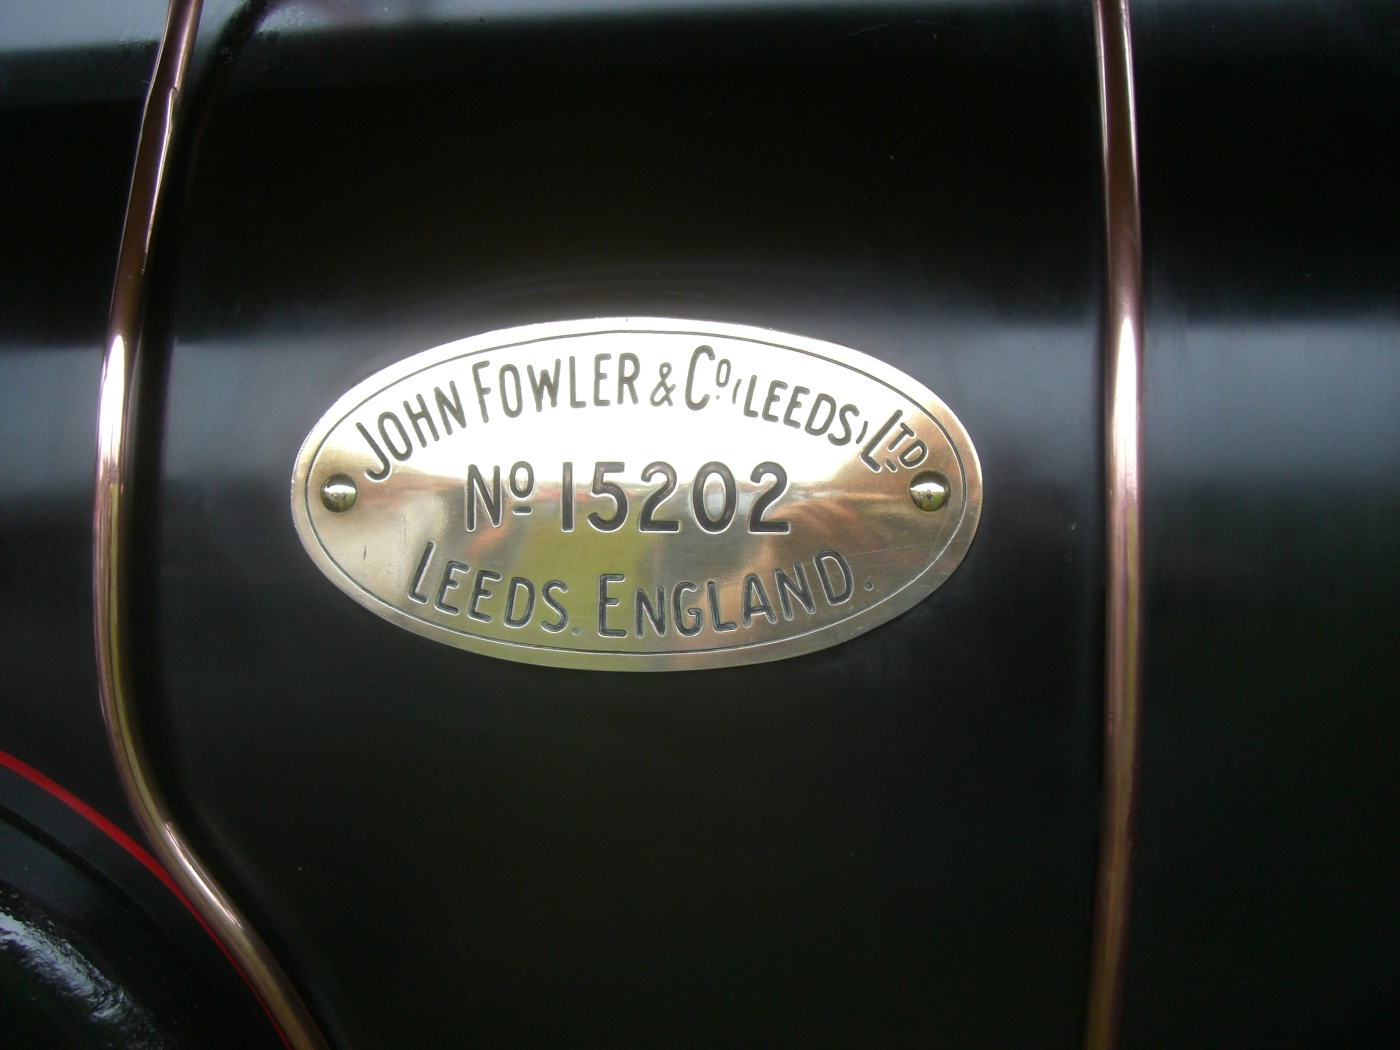 JOHN FOWLER & Co. (LEEDS) LTD
No 15202
LEEDS. ENGLAND.